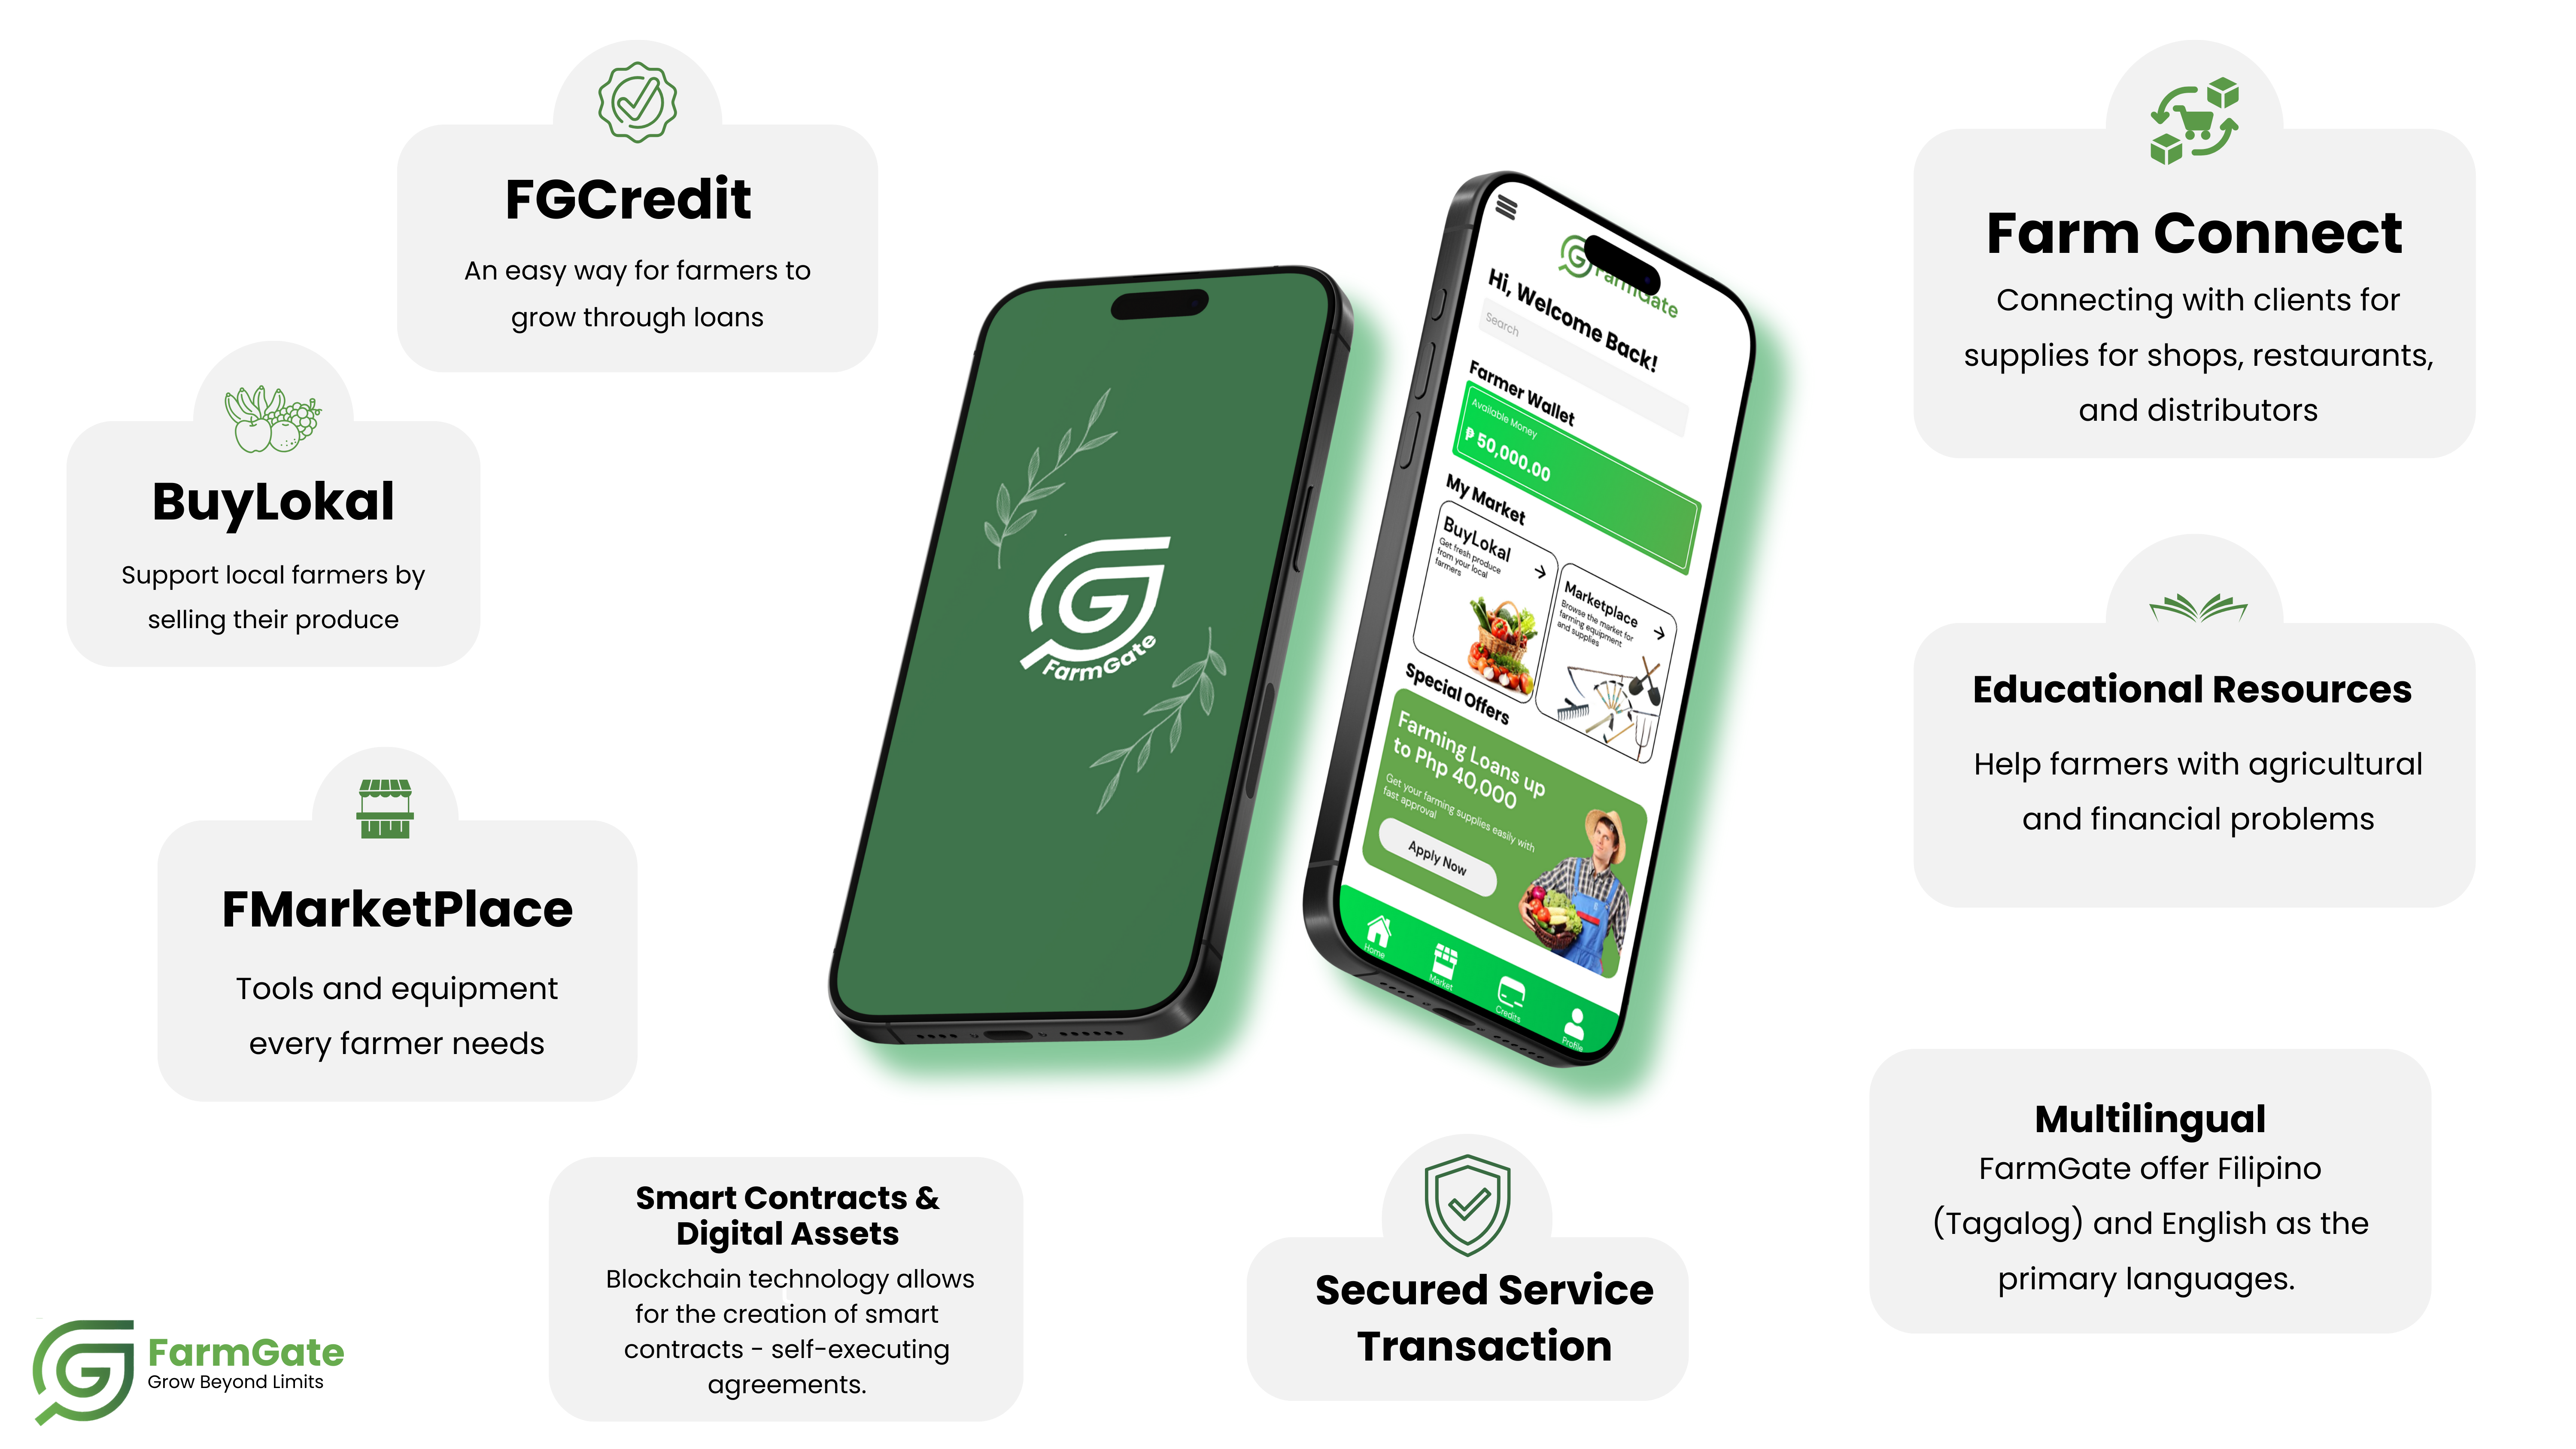 FGCredit
An easy way for farmers to
grow through loans
BuyLokal
Support local farmers by
selling their produce
FMarketPlace
Tools and equipment
every farmer needs
Smart Contracts &
Digital Assets
Blockchain technology allows
for the creation of smart
contracts - self-executing
agreements.
FarmGate
Grow Beyond Limits
FarmGate
FarmGate
Hi, Welcome Back!
Search
Farmer Wallet
Available Money
₱ 50,000.00
My Market
BuyLokal
Get fresh produce
from your local
farmers
Marketplace
Browse the market for
farming equipment
and supplies
Special Offers
Farming Loans up
to Php 40,000
Get your farming supplies easily with
fast approval
Apply Now
Home
Market
Credits
Profile
Secured Service
Transaction
Farm Connect
Connecting with clients for
supplies for shops, restaurants,
and distributors
Educational Resources
Help farmers with agricultural
and financial problems
Multilingual
FarmGate offer Filipino
(Tagalog) and English as the
primary languages.